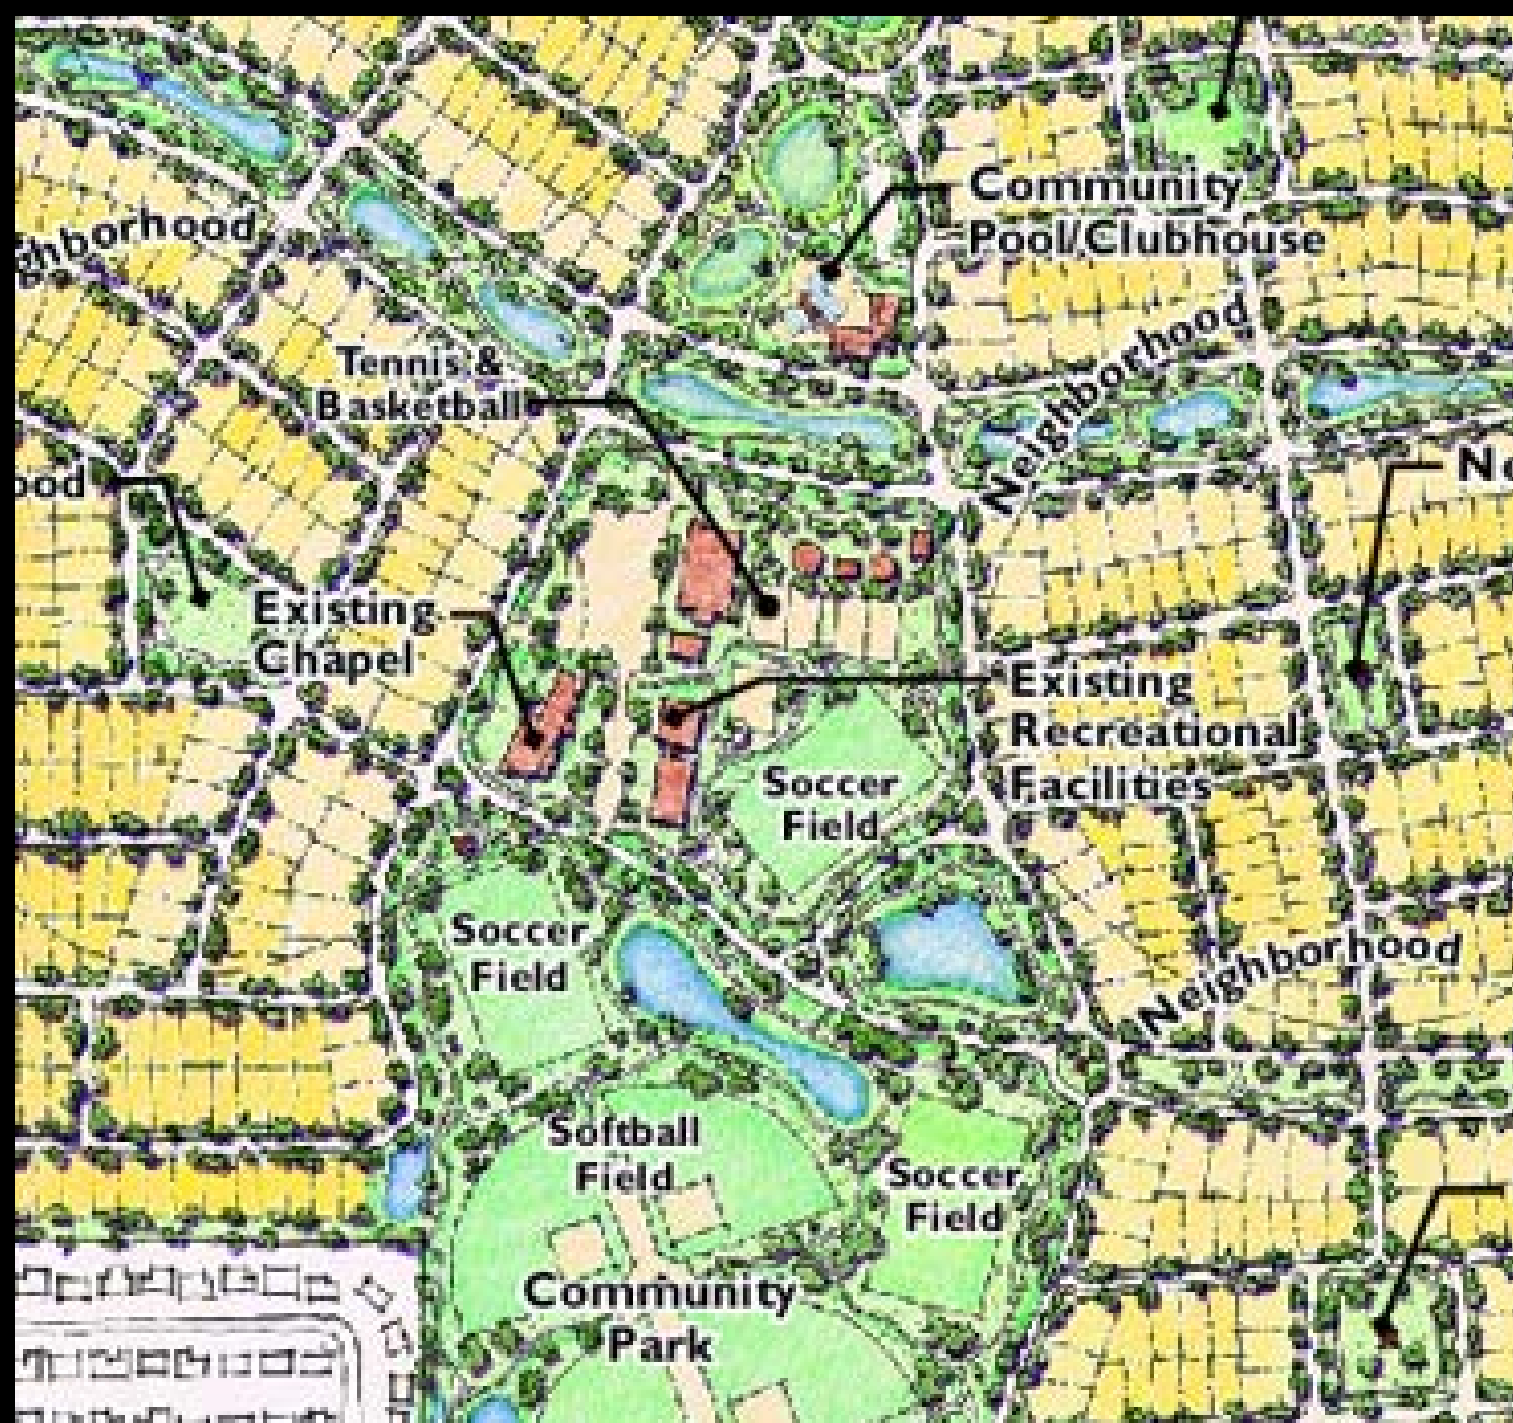 Community
Pool/Clubhouse
ghborhood
Neighborhood
Tennis &
Basketball
ood
Ne
Existing
Chapel
Existing
Recreational
Facilities
Soccer
Field
Soccer
Field
Neighborhood
Softball
Field
Soccer
Field
Community
Park